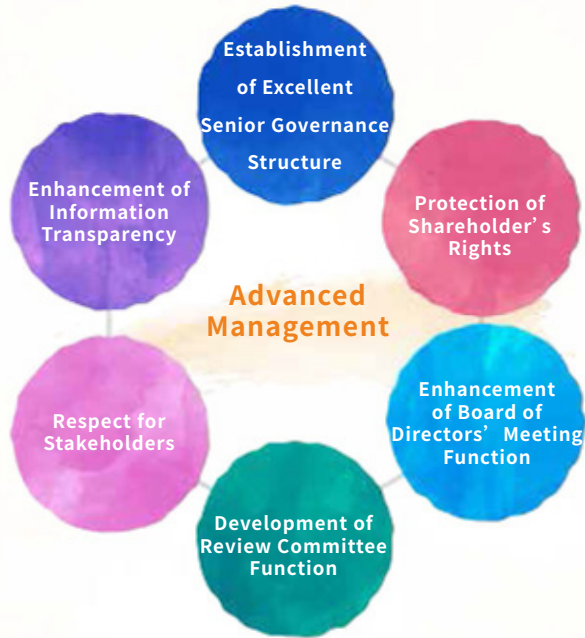 Establishment
of Excellent
Senior Governance
Structure
Protection of
Shareholder’s
Rights
Enhancement
of Board of
Directors’ Meeting
Function
Development of
Review Committee
Function
Respect for
Stakeholders
Enhancement of
Information
Transparency
Advanced
Management